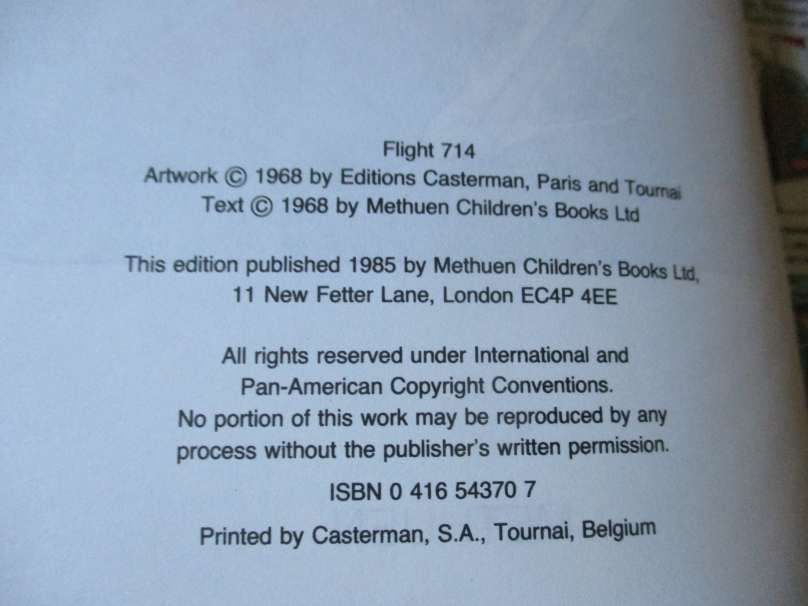 Flight 714
Artwork © 1968 by Editions Casterman, Paris and Tournai
Text © 1968 by Methuen Children's Books Ltd
This edition published 1985 by Methuen Children's Books Ltd,
11 New Fetter Lane, London EC4P 4EE
All rights reserved under International and
Pan-American Copyright Conventions.
No portion of this work may be reproduced by any
process without the publisher's written permission.
ISBN 0 416 54370 7
Printed by Casterman, S.A., Tournai, Belgium